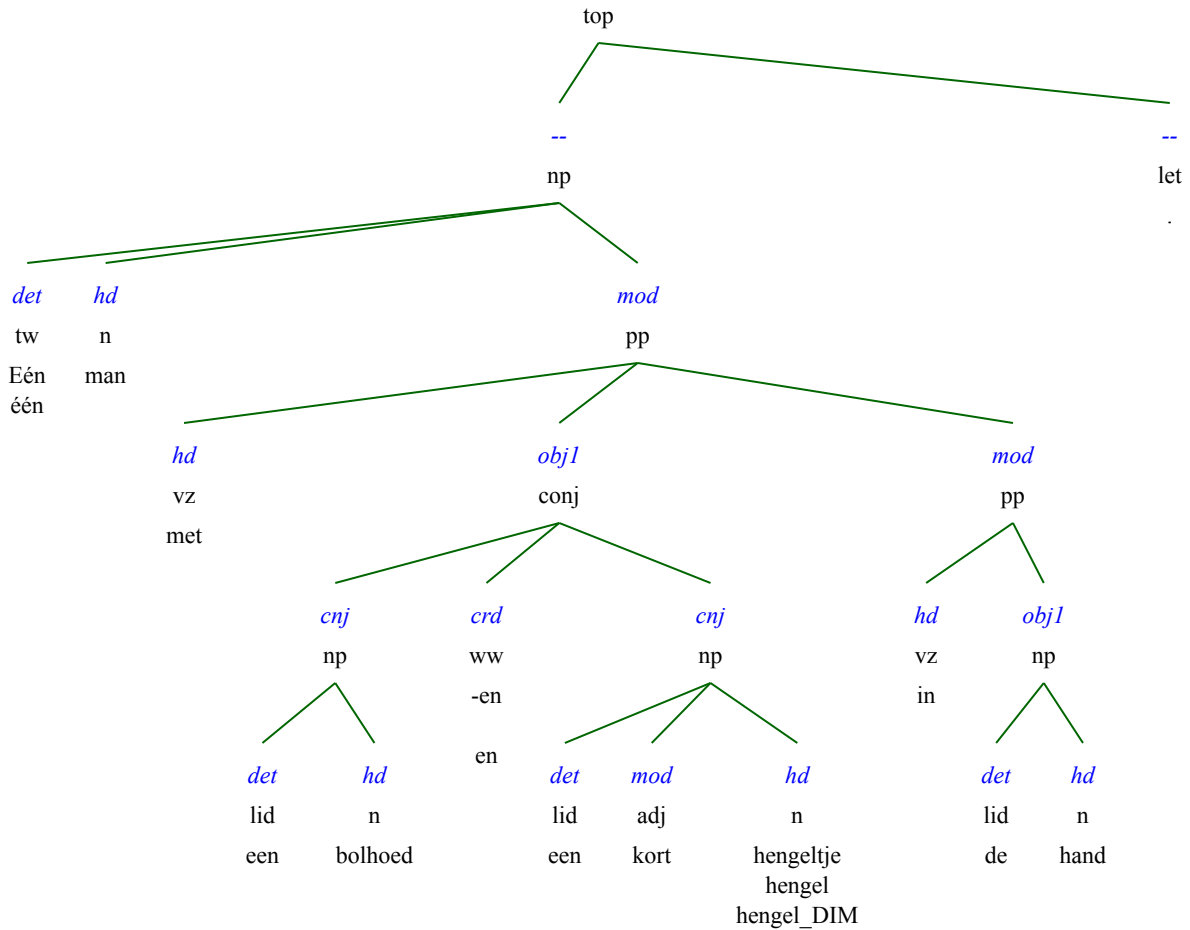 top
-- --
np let
.
det hd mod
tw n pp
Eén man
één
hd obj1 mod
vz conj pp
met
cnj crd cnj hd obj1
np ww np vz np
-en in
en
det hd det mod hd det hd
lid n lid adj n lid n
een bolhoed een kort hengeltje de hand
hengel
hengel_DIM